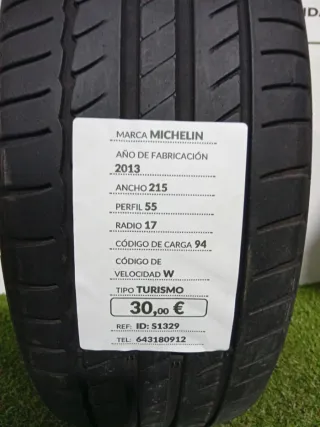 MARCA MICHELIN
AÑO DE FABRICACIÓN
2013
ANCHO 215
PERFIL 55
RADIO 17
CÓDIGO DE CARGA 94
CÓDIGO DE
VELOCIDAD W
TIPO TURISMO
30,00 €
REF: ID: S1329
TEL: 643180912